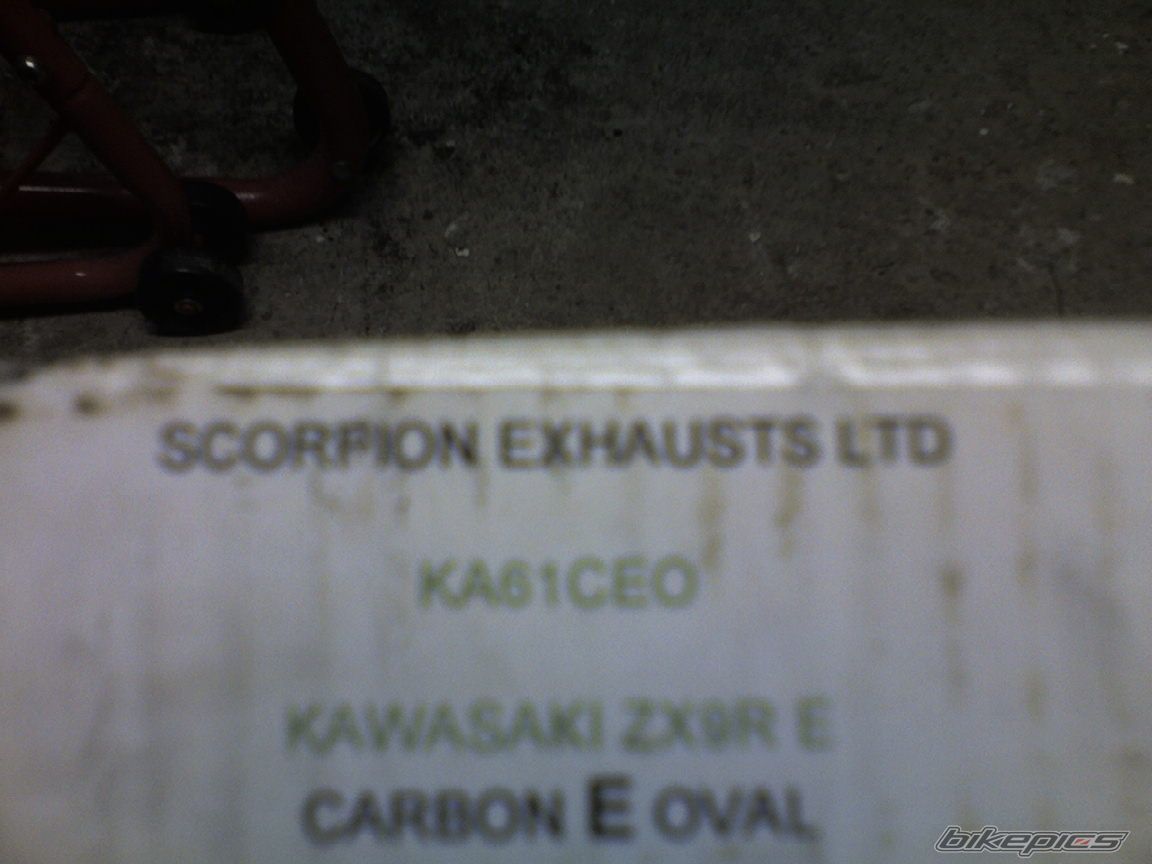 SCORPION EXHAUSTS LTD
KA61CEO
KAWASAKI ZX9R E
CARBON E OVAL
bikepics